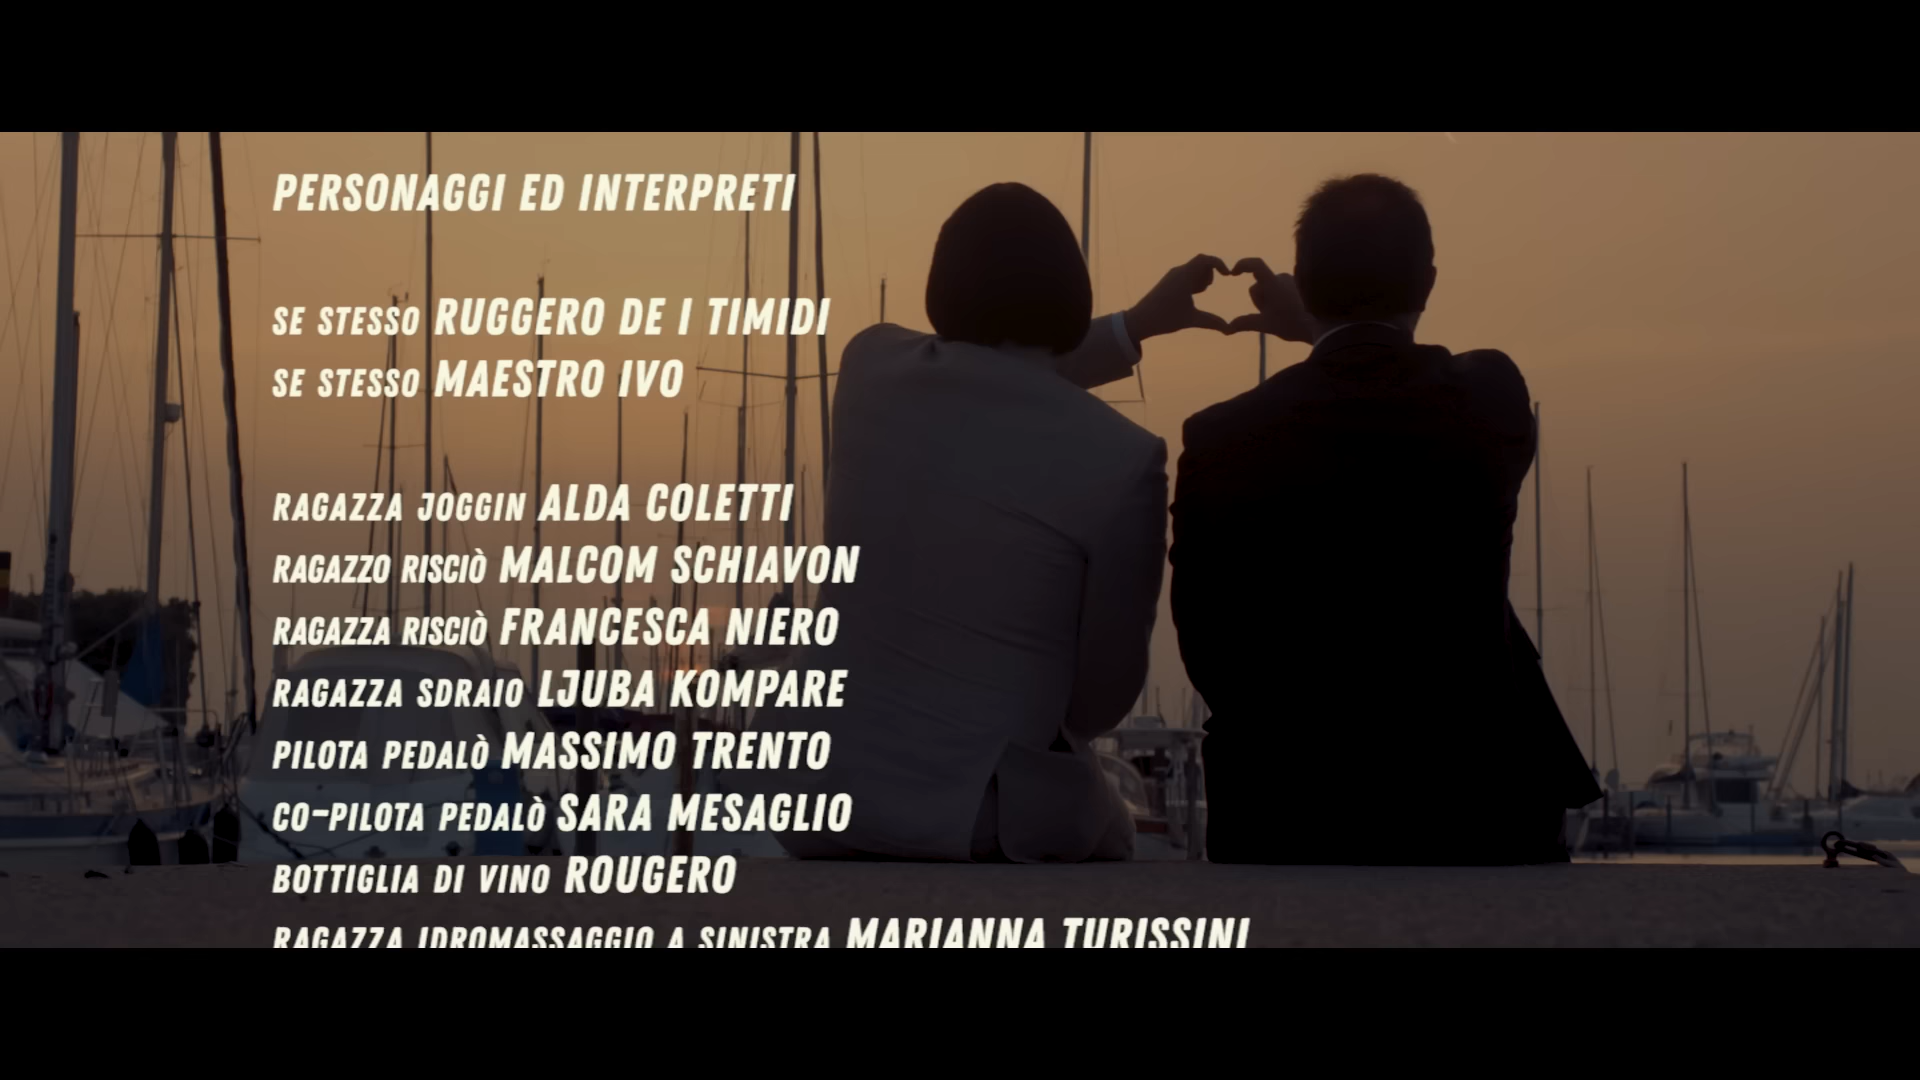 PERSONAGGI ED INTERPRETI
SE STESSO RUGGERO DE I TIMIDI
SE STESSO MAESTRO IVO
RAGAZZA JOGGIN ALDA COLETTI
RAGAZZO RISCIÒ MALCOM SCHIAVON
RAGAZZA RISCIÒ FRANCESCA NIERO
RAGAZZA SDRAIO LJUBA KOMPARE
PILOTA PEDALÒ MASSIMO TRENTO
CO-PILOTA PEDALÒ SARA MESAGLIO
BOTTIGLIA DI VINO ROUGERO
RAGAZZA IDROMASSAGGIO A SINISTRA MARIANNA TURISSINI